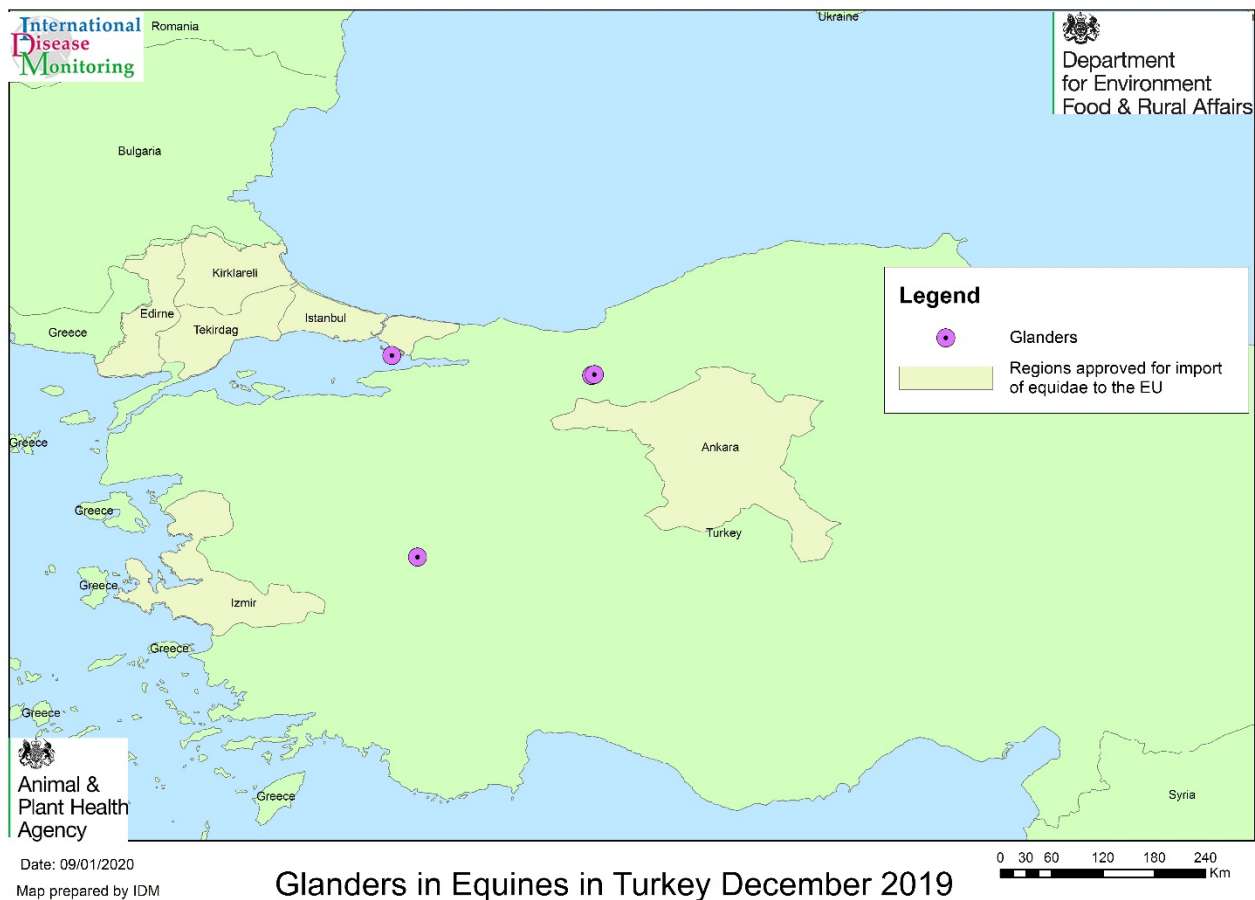 International
Disease
Monitoring
Romania
Ukraine
Department
for Environment
Food & Rural Affairs
Bulgaria
Kirklareli
Edirne
Istanbul
Tekirdag
Greece
Legend
Glanders
Regions approved for import
of equidae to the EU
Greece
Ankara
Greece
Turkey
Greece
Izmir
Greece
Greece
Animal &
Plant Health
Agency
Greece
Syria
Date: 09/01/2020
Map prepared by IDM
Glanders in Equines in Turkey December 2019
0 30 60 120 180 240
Km